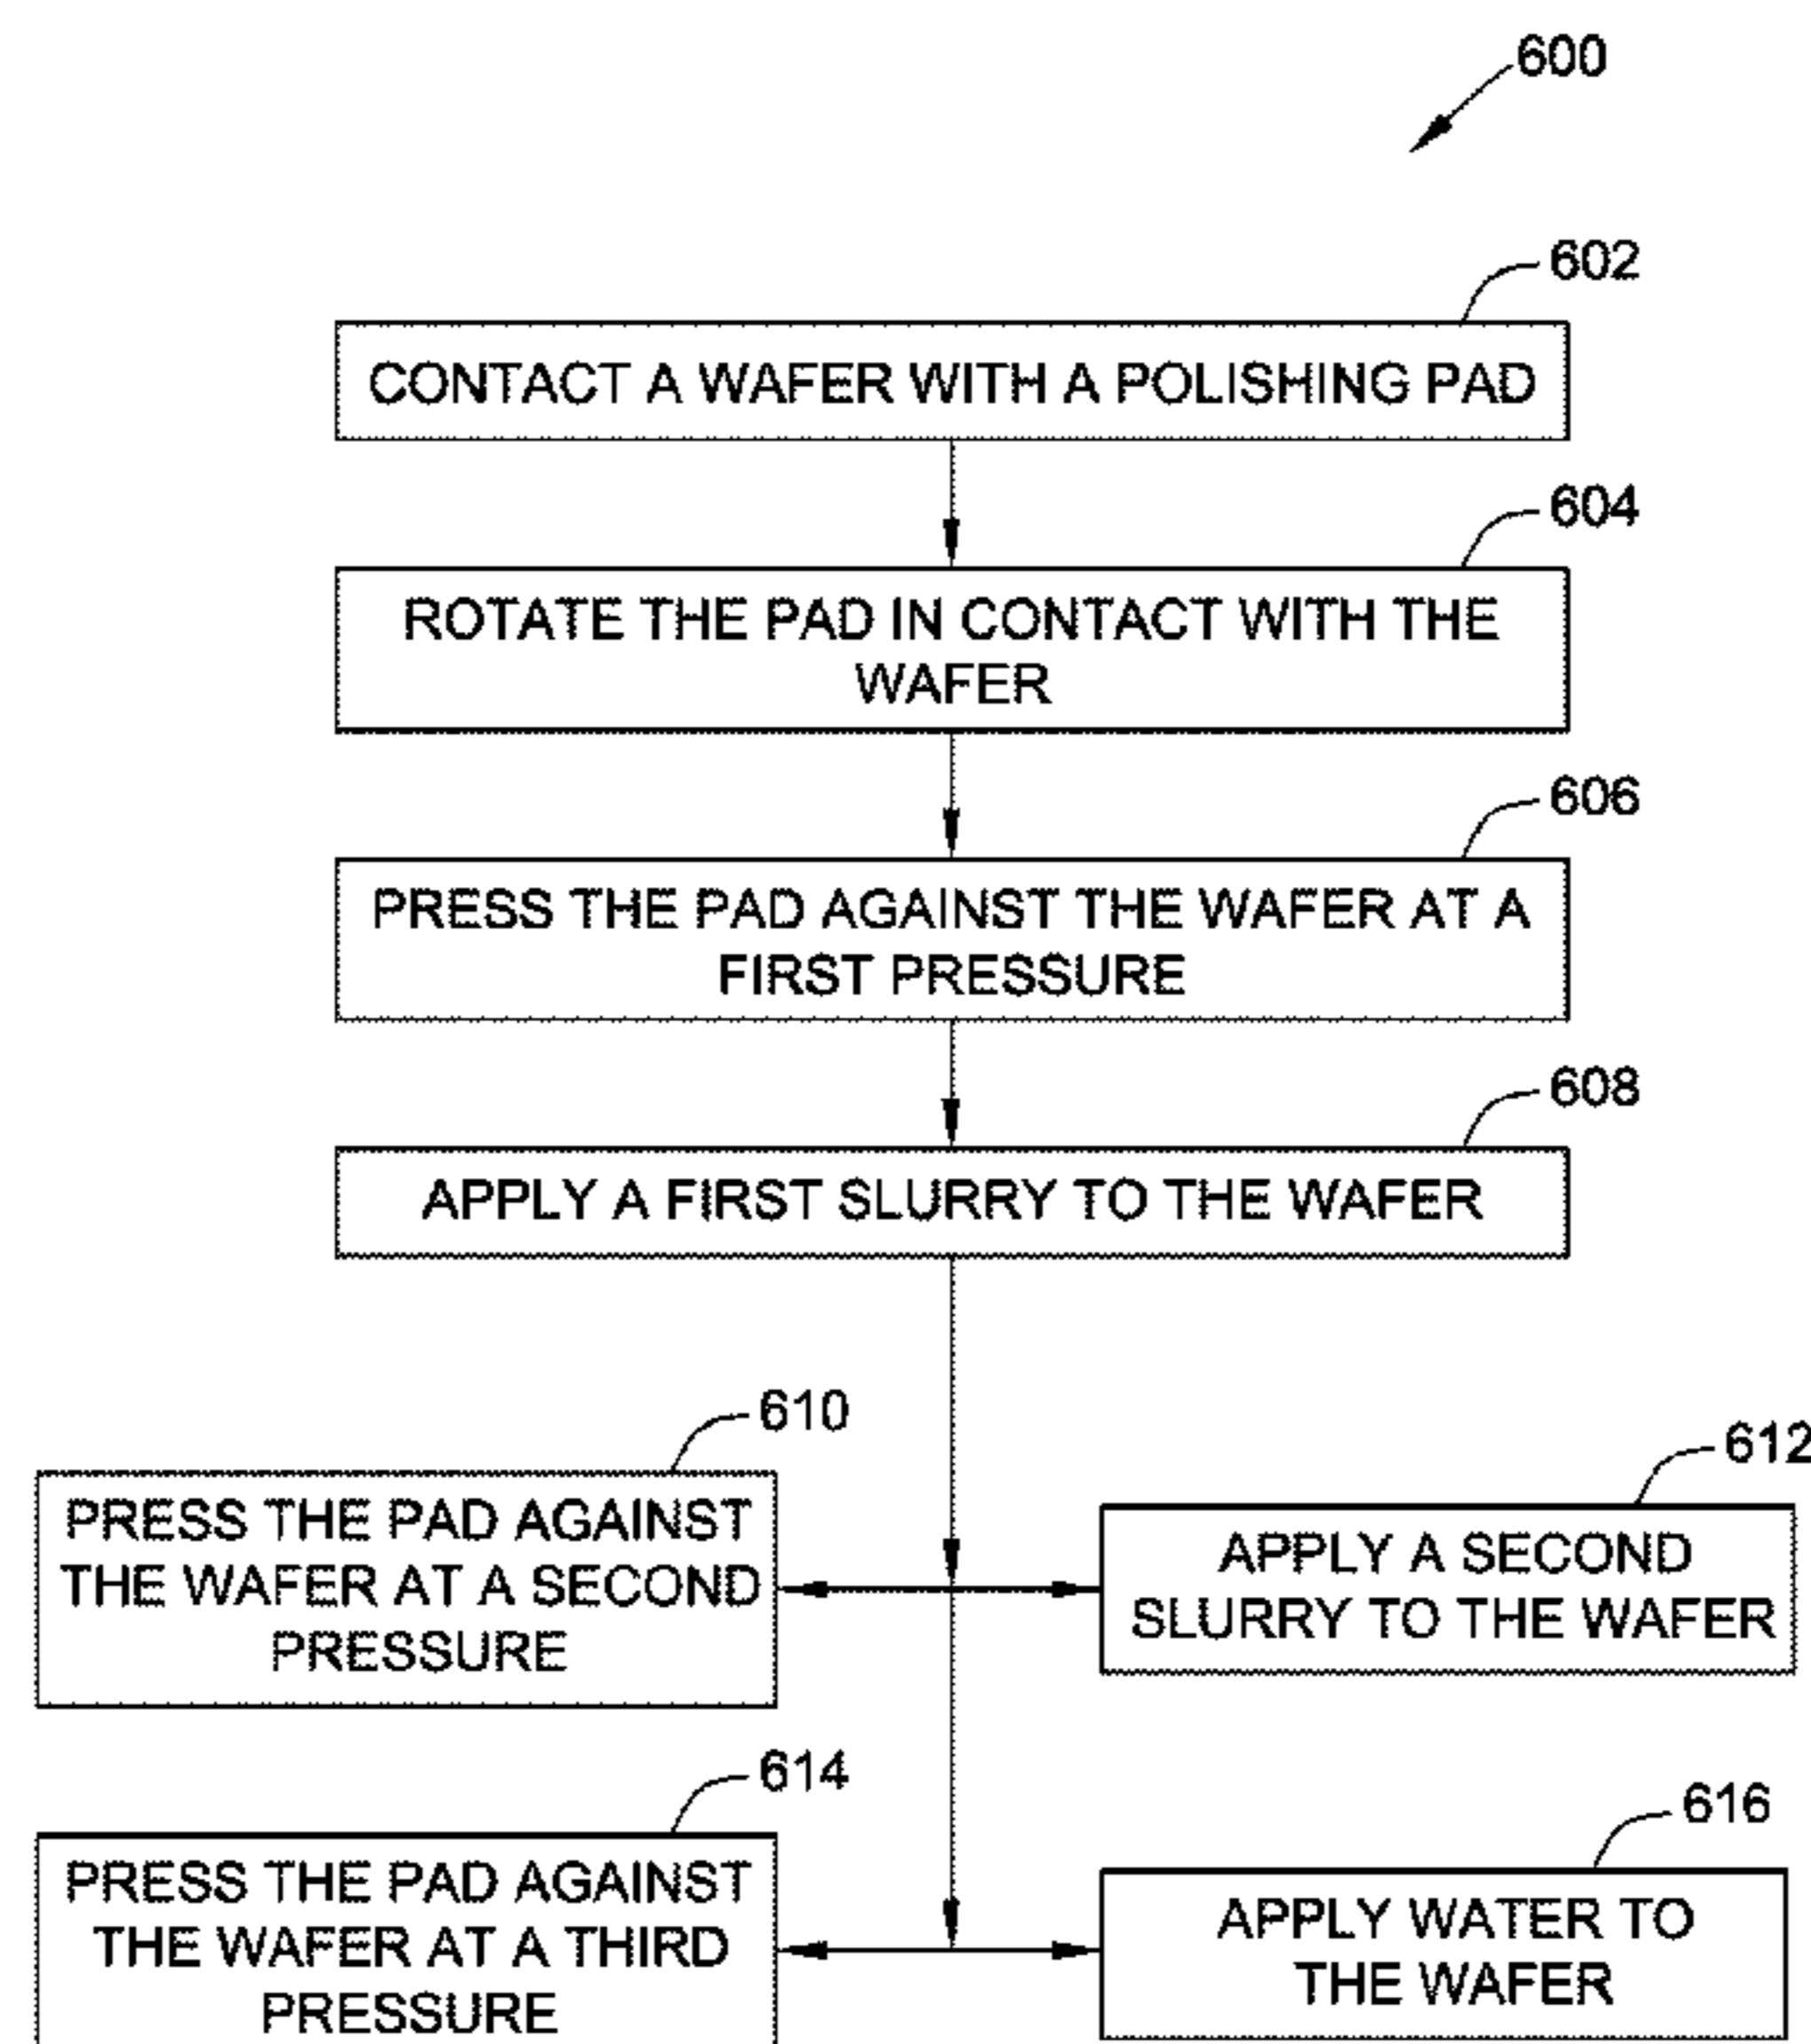 600
602
CONTACT A WAFER WITH A POLISHING PAD
604
ROTATE THE PAD IN CONTACT WITH THE
WAFER
606
PRESS THE PAD AGAINST THE WAFER AT A
FIRST PRESSURE
608
APPLY A FIRST SLURRY TO THE WAFER
610
PRESS THE PAD AGAINST
THE WAFER AT A SECOND
PRESSURE
612
APPLY A SECOND
SLURRY TO THE WAFER
614
PRESS THE PAD AGAINST
THE WAFER AT A THIRD
PRESSURE
616
APPLY WATER TO
THE WAFER